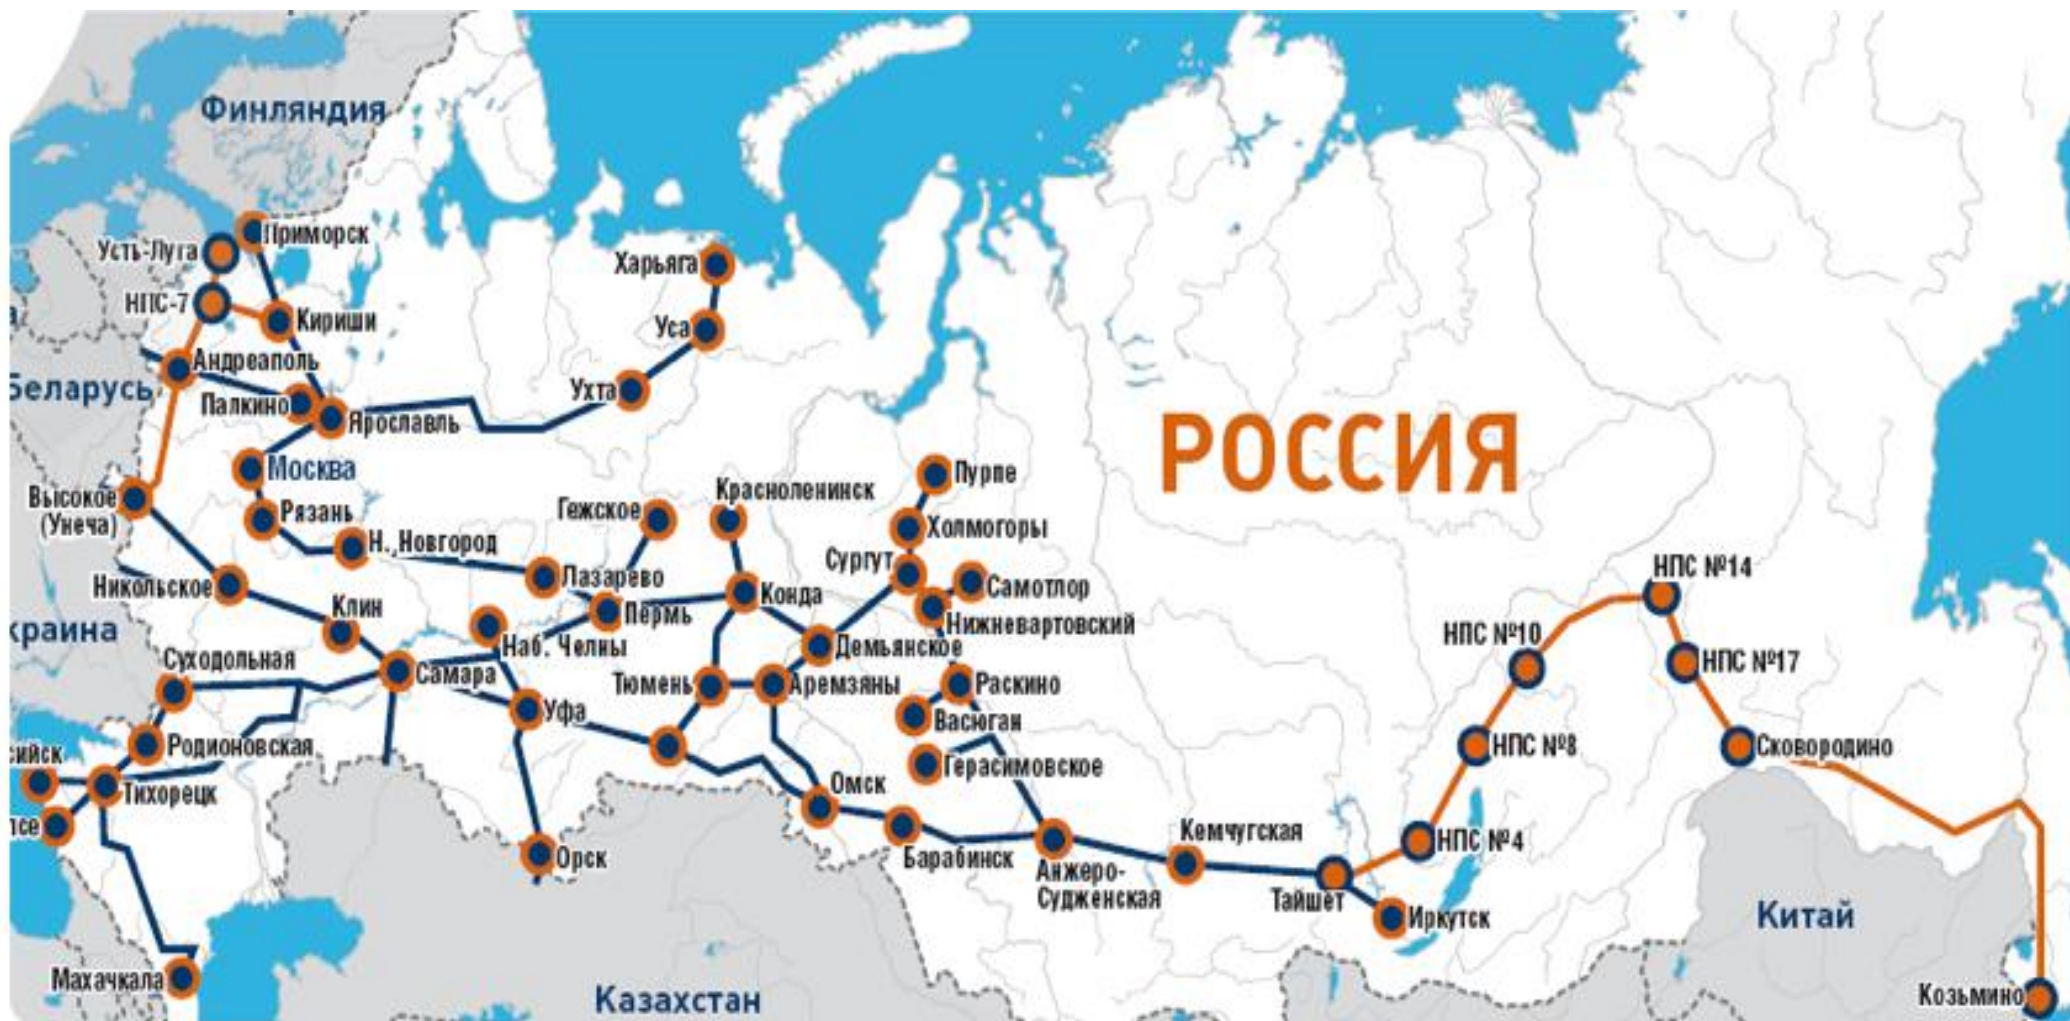 Финляндия
Приморск
Усть-Луга
Харьяга
НПС-7
Кириши
Уса
Андреаполь
Беларусь
Палкино
Ухта
Ярославль
РОССИЯ
Москва
Пурпе
Высокое
(Унеча)
Рязань
Гежское
Красноленинск
Холмогоры
Н. Новгород
Сургут
НПС №14
Никольское
Лазарево
Самотлор
Клин
Пермь
Конда
Нижневартовский
краина
НПС №10
Наб. Челны
Демьянское
Суходольная
Самара
Тюмень
Аремзяны
Раскино
НПС №17
Уфа
Васюган
Родионовская
НПС №8
Сковородино
сийск
Герасимовское
Тихорецк
Омск
псе
Кемчугская
НПС №4
Орск
Барабинск
Анжеро-
Судженская
Тайшет
Иркутск
Китай
Махачкала
Казахстан
Козьмино